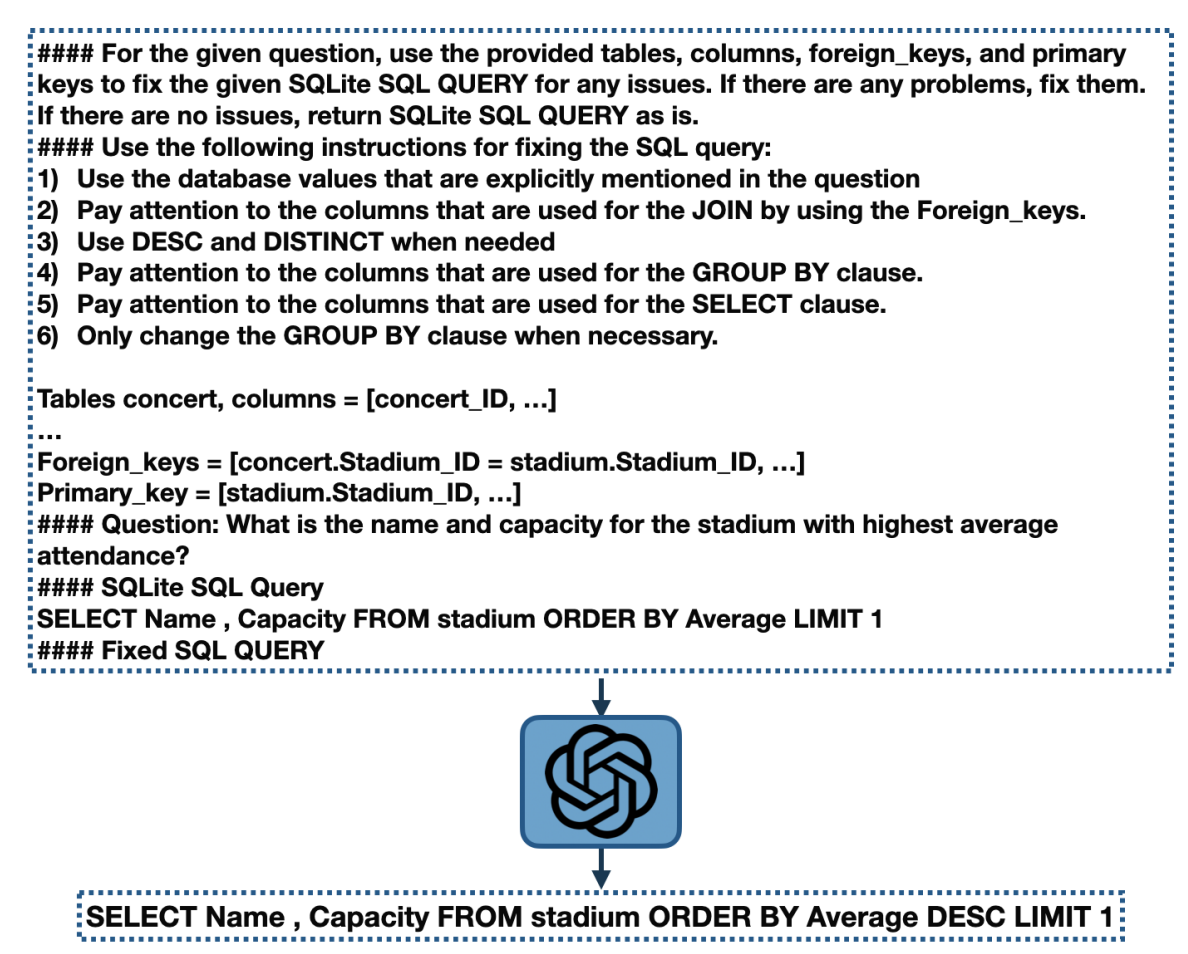 #### For the given question, use the provided tables, columns, foreign_keys, and primary
keys to fix the given SQLite SQL QUERY for any issues. If there are any problems, fix them.
If there are no issues, return SQLite SQL QUERY as is.
#### Use the following instructions for fixing the SQL query:
1) Use the database values that are explicitly mentioned in the question
2) Pay attention to the columns that are used for the JOIN by using the Foreign_keys.
3) Use DESC and DISTINCT when needed
4) Pay attention to the columns that are used for the GROUP BY clause.
5) Pay attention to the columns that are used for the SELECT clause.
6) Only change the GROUP BY clause when necessary.
Tables concert, columns = [concert_ID, …]
…
Foreign_keys = [concert.Stadium_ID = stadium.Stadium_ID, …]
Primary_key = [stadium.Stadium_ID, …]
#### Question: What is the name and capacity for the stadium with highest average
attendance?
#### SQLite SQL Query
SELECT Name , Capacity FROM stadium ORDER BY Average LIMIT 1
#### Fixed SQL QUERY
SELECT Name , Capacity FROM stadium ORDER BY Average DESC LIMIT 1